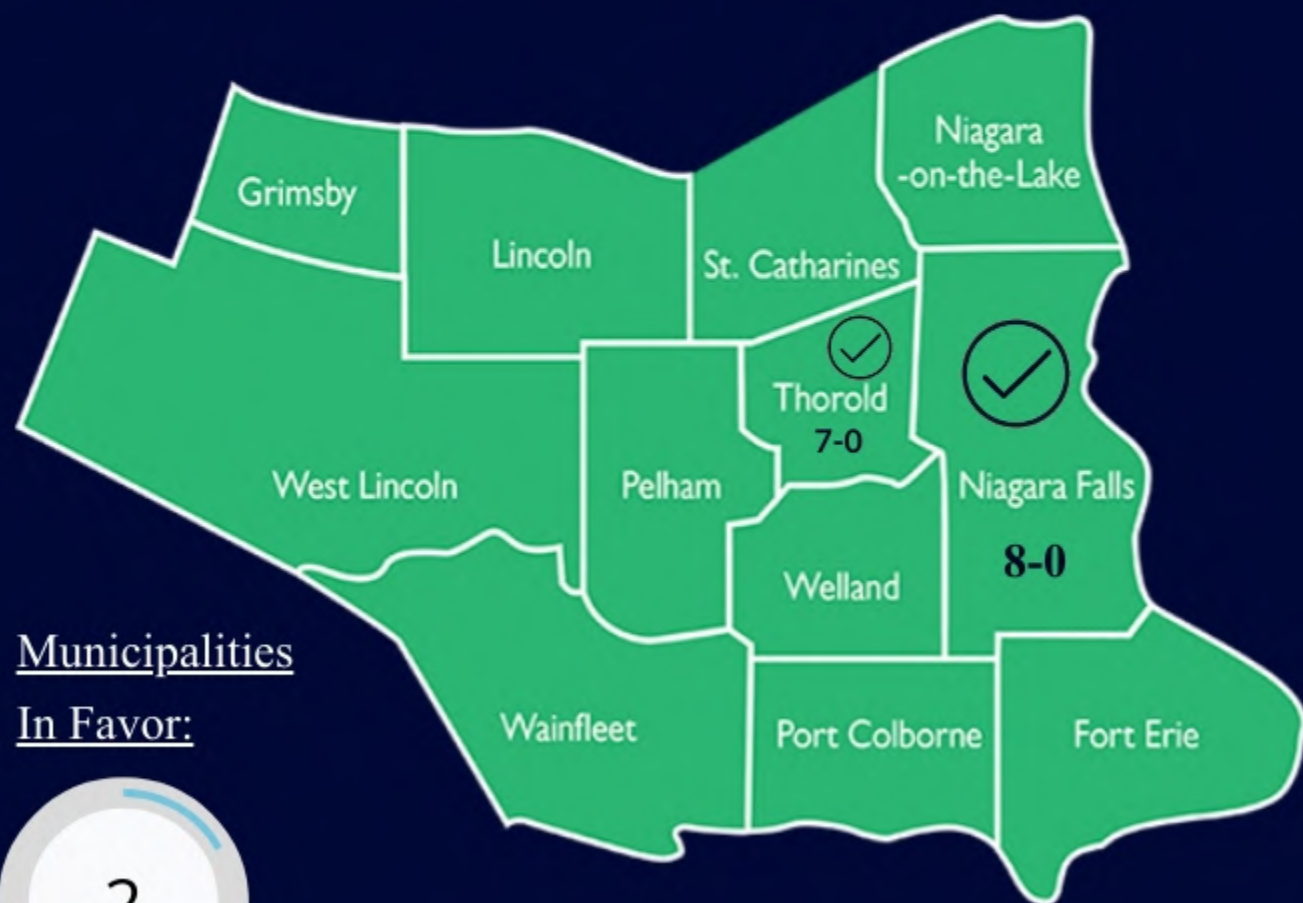 Niagara
-on-the-Lake
Grimsby
Lincoln
St. Catharines
Thorold
7-0
West Lincoln
Pelham
Niagara Falls
8-0
Welland
Municipalities
In Favor:
Wainfleet
Port Colborne
Fort Erie
2